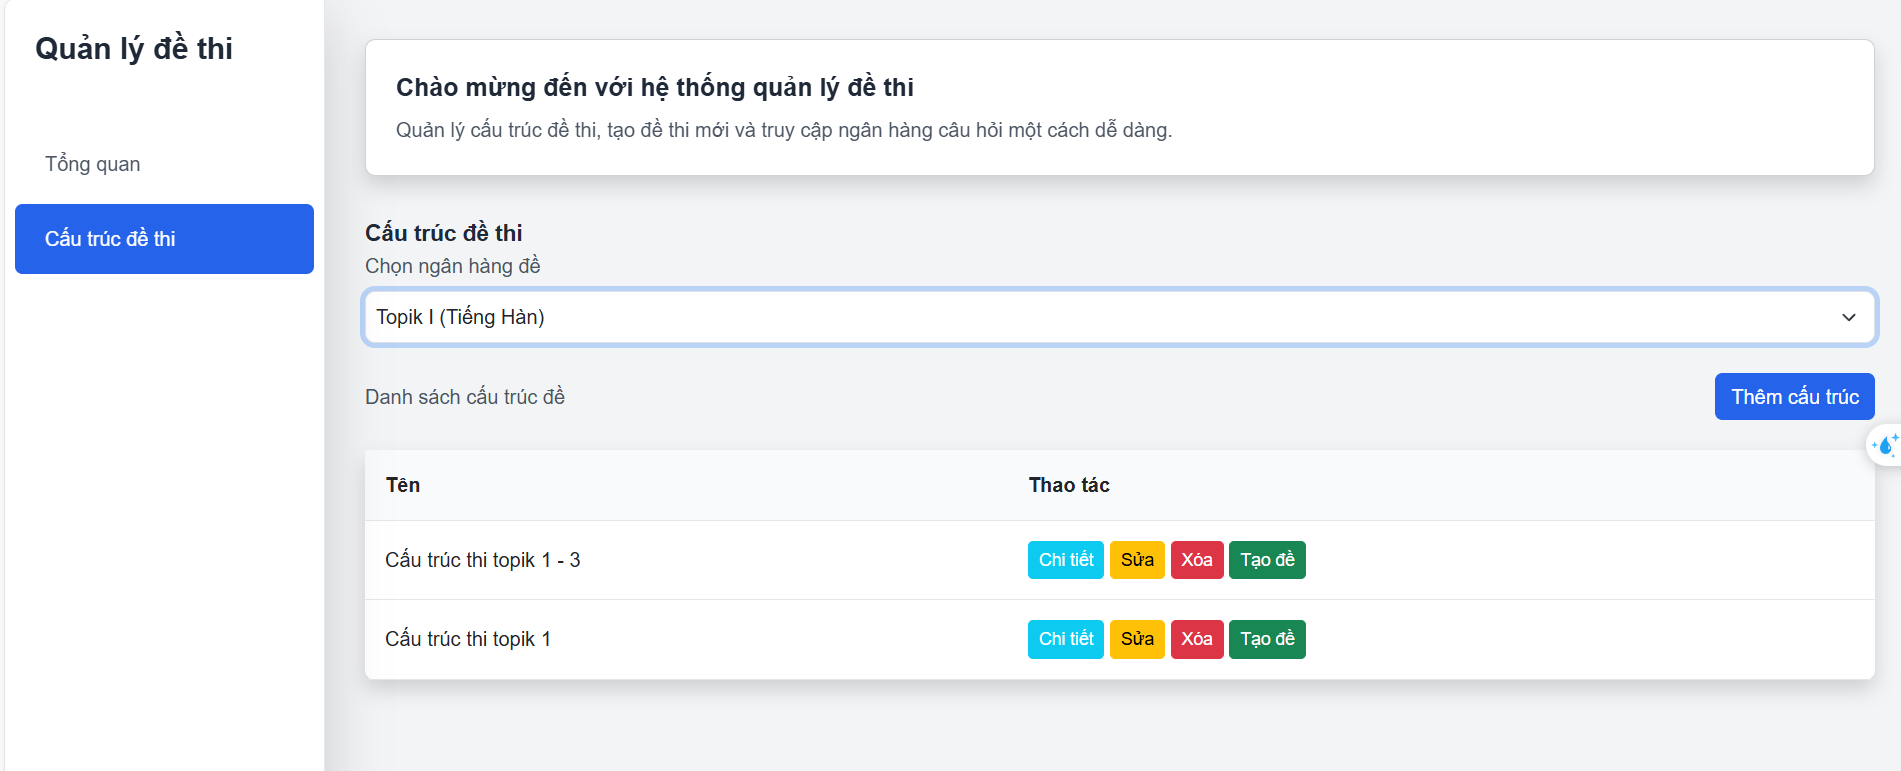 Quản lý đề thi
Tổng quan
Cấu trúc đề thi
Chào mừng đến với hệ thống quản lý đề thi
Quản lý cấu trúc đề thi, tạo đề thi mới và truy cập ngân hàng câu hỏi một cách dễ dàng.
Cấu trúc đề thi
Chọn ngân hàng đề
Topik I (Tiếng Hàn)
Danh sách cấu trúc đề
Thêm cấu trúc
Tên Thao tác
Cấu trúc thi topik 1 - 3 Chi tiết Sửa Xóa Tạo đề
Cấu trúc thi topik 1 Chi tiết Sửa Xóa Tạo đề